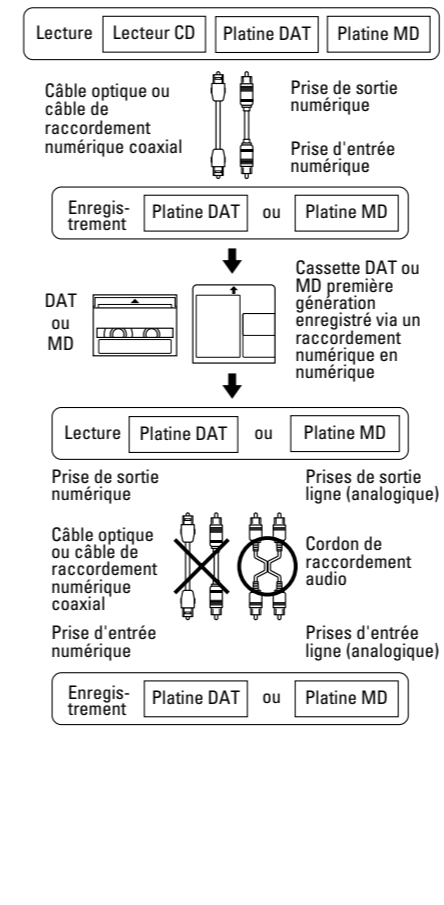 Lecture Lecteur CD Platine DAT Platine MD
Câble optique ou
câble de
raccordement
numérique coaxial
Prise de sortie
numérique
Prise d'entrée
numérique
Enregis-
trement Platine DAT ou Platine MD
DAT
ou
MD
Cassette DAT ou
MD première
génération
enregistré via un
raccordement
numérique en
numérique
Lecture Platine DAT ou Platine MD
Prise de sortie
numérique
Prises de sortie
ligne (analogique)
Câble optique
ou câble de
raccordement
numérique
coaxial
Cordon de
raccordement
audio
Prise d'entrée
numérique
Prises d'entrée
ligne (analogique)
Enregis-
trement Platine DAT ou Platine MD